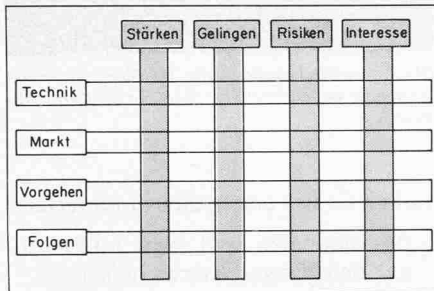 Stärken Gelingen Risiken Interesse
Technik
Markt
Vorgehen
Folgen